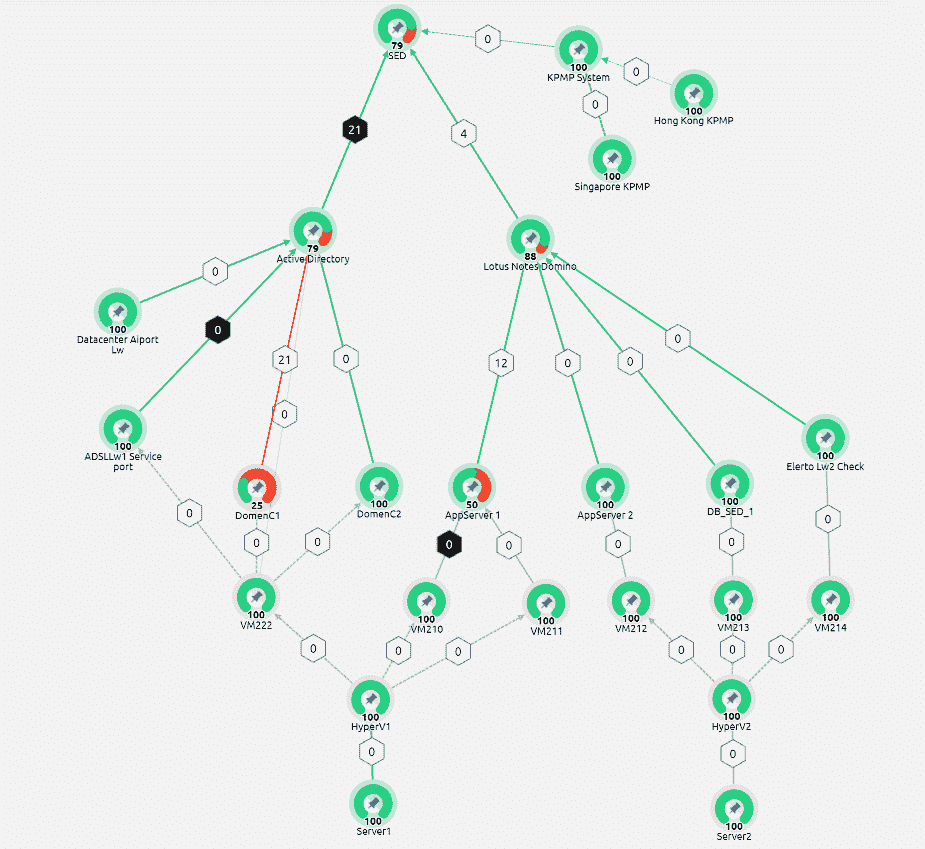 79
SED
0
100
KPMP System
0
100
Hong Kong KPMP
0
100
Singapore KPMP
21
4
79
Active Directory
88
Lotus Notes Domino
0
100
Datacenter Aiport
Lw
0
21
0
12
0
0
0
0
100
ADSLLw1 Service
port
25
DomenC1
100
DomenC2
50
AppServer 1
100
AppServer 2
100
DB_SED_1
100
Elerto Lw2 Check
0
0
0
0
0
0
0
0
100
VM222
100
VM210
100
VM211
100
VM212
100
VM213
100
VM214
0
0
0
0
0
0
100
HyperV1
100
HyperV2
0
0
100
Server1
100
Server2